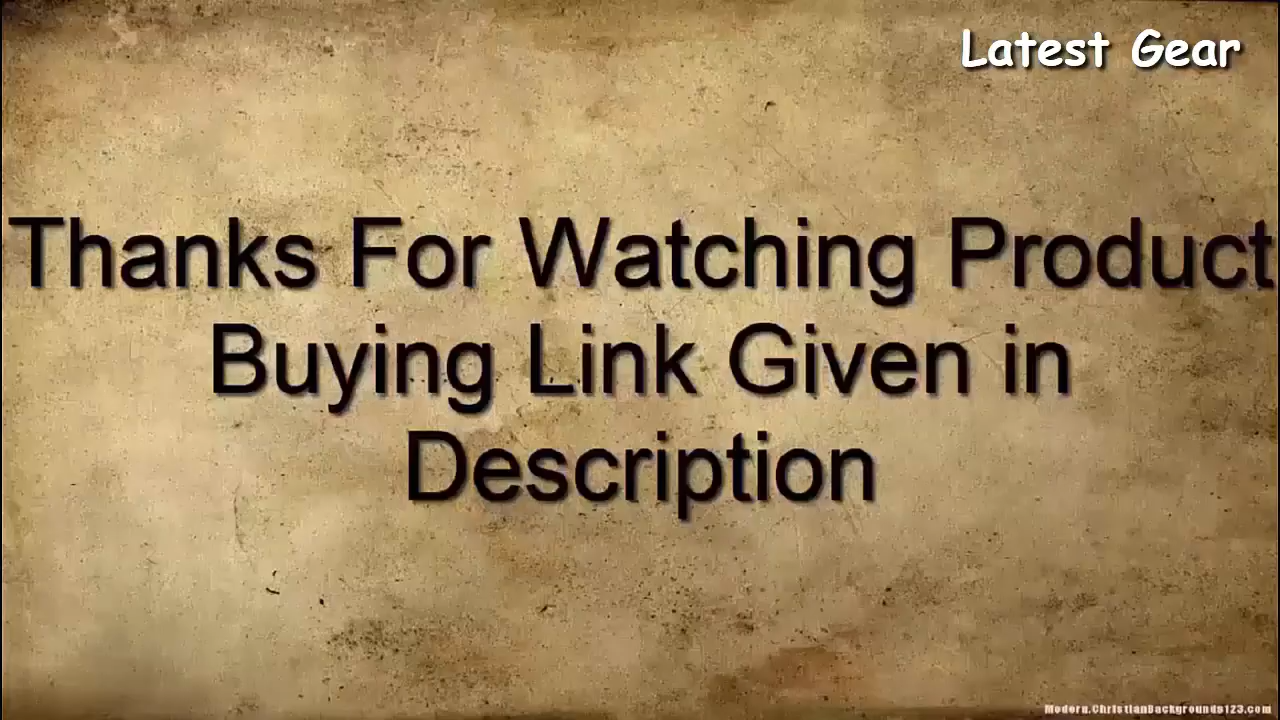 Latest Gear
Thanks For Watching Product
Buying Link Given in
Description
Modern.ChristianBackgrounds123.com